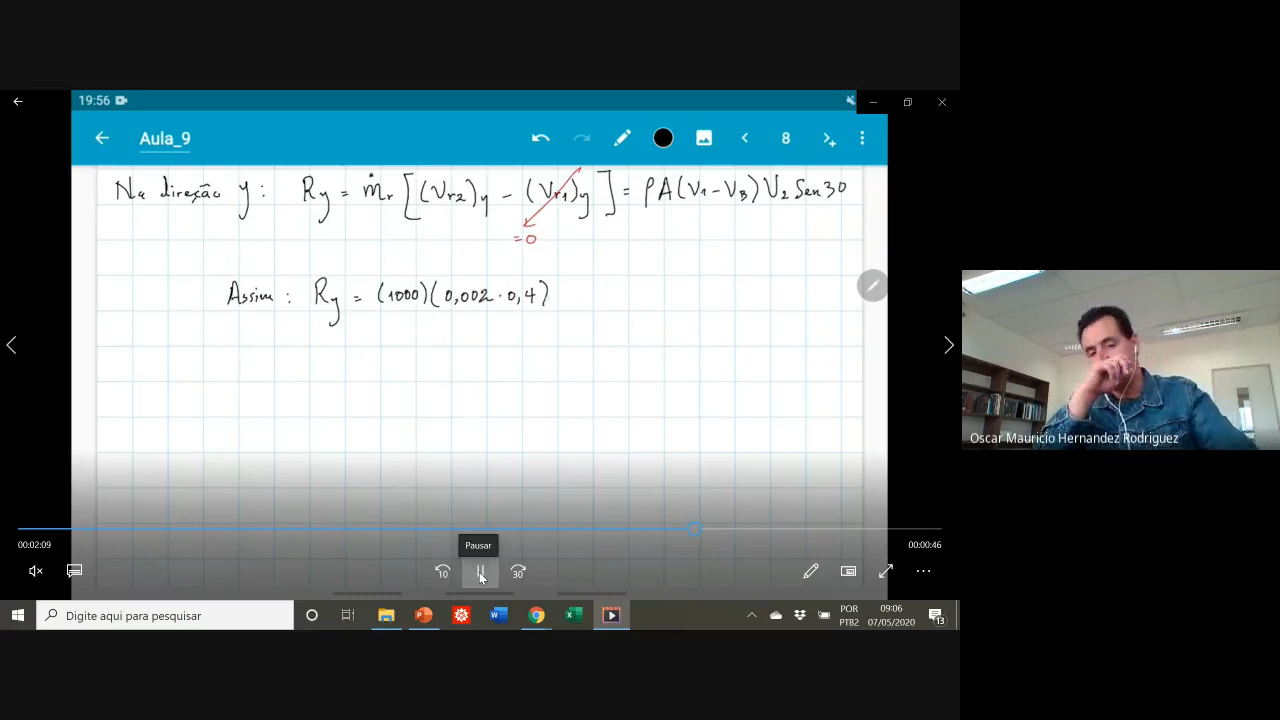 19:56
Aula_9
8
Na direção y : Ry = ṁr [(Vr2)y − (Vr1)y] = ρA(V1−VB) V2 Sen30
=0
Assim : Ry = (1000)(0,002·0,4)
Oscar Mauricio Hernandez Rodriguez
00:02:09
00:00:46
Pausar
10
30
Digite aqui para pesquisar
POR
PTB2
09:06
07/05/2020
13